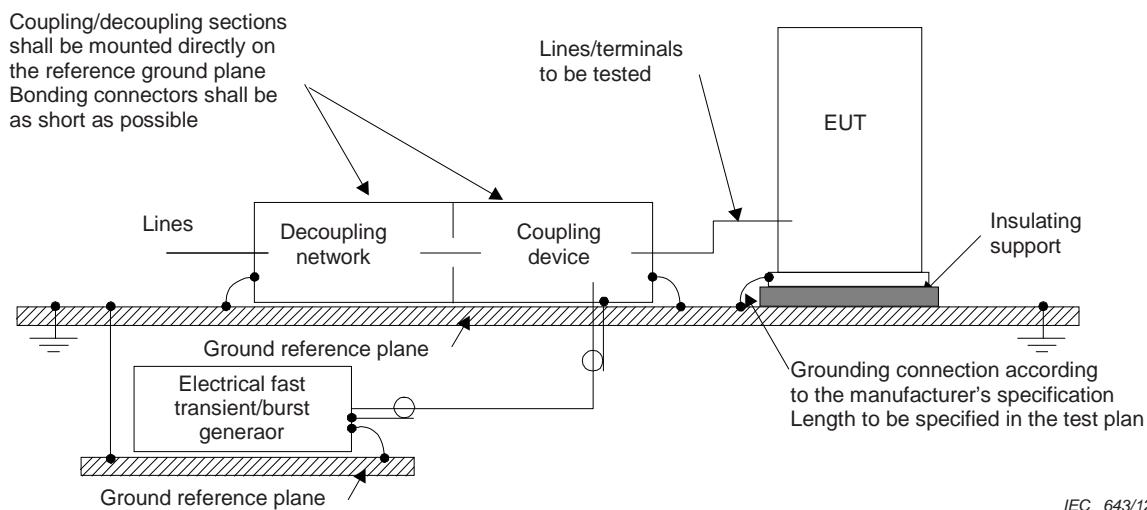 Coupling/decoupling sections
shall be mounted directly on
the reference ground plane
Bonding connectors shall be
as short as possible
Lines/terminals
to be tested
EUT
Lines
Decoupling
network
Coupling
device
Insulating
support
Ground reference plane
Electrical fast
transient/burst
generaor
Grounding connection according
to the manufacturer’s specification
Length to be specified in the test plan
Ground reference plane